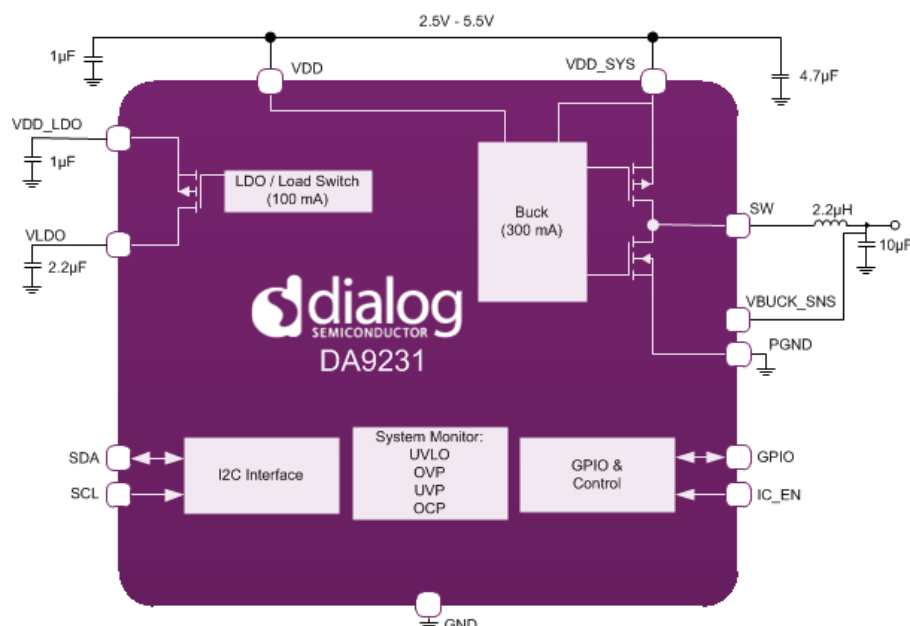 2.5V - 5.5V
1µF
VDD
VDD_SYS
4.7µF
VDD_LDO
1µF
LDO / Load Switch
(100 mA)
Buck
(300 mA)
SW
2.2µH
10µF
VLDO
2.2µF
dialog
SEMICONDUCTOR
DA9231
VBUCK_SNS
PGND
SDA
SCL
I2C Interface
System Monitor:
UVLO
OVP
UVP
OCP
GPIO &
Control
GPIO
IC_EN
GND